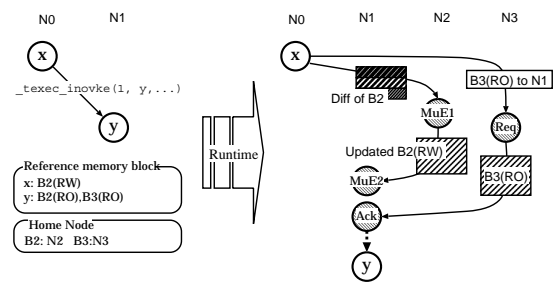 N0 N1
x
_texec_inovke(1, y,...)
y
Reference memory block
x: B2(RW)
y: B2(RO),B3(RO)
Home Node
B2: N2 B3:N3
Runtime
N0 N1 N2 N3
x
B3(RO) to N1
Diff of B2
MuE1
Req
Updated B2(RW)
B3(RO)
MuE2
Ack
y